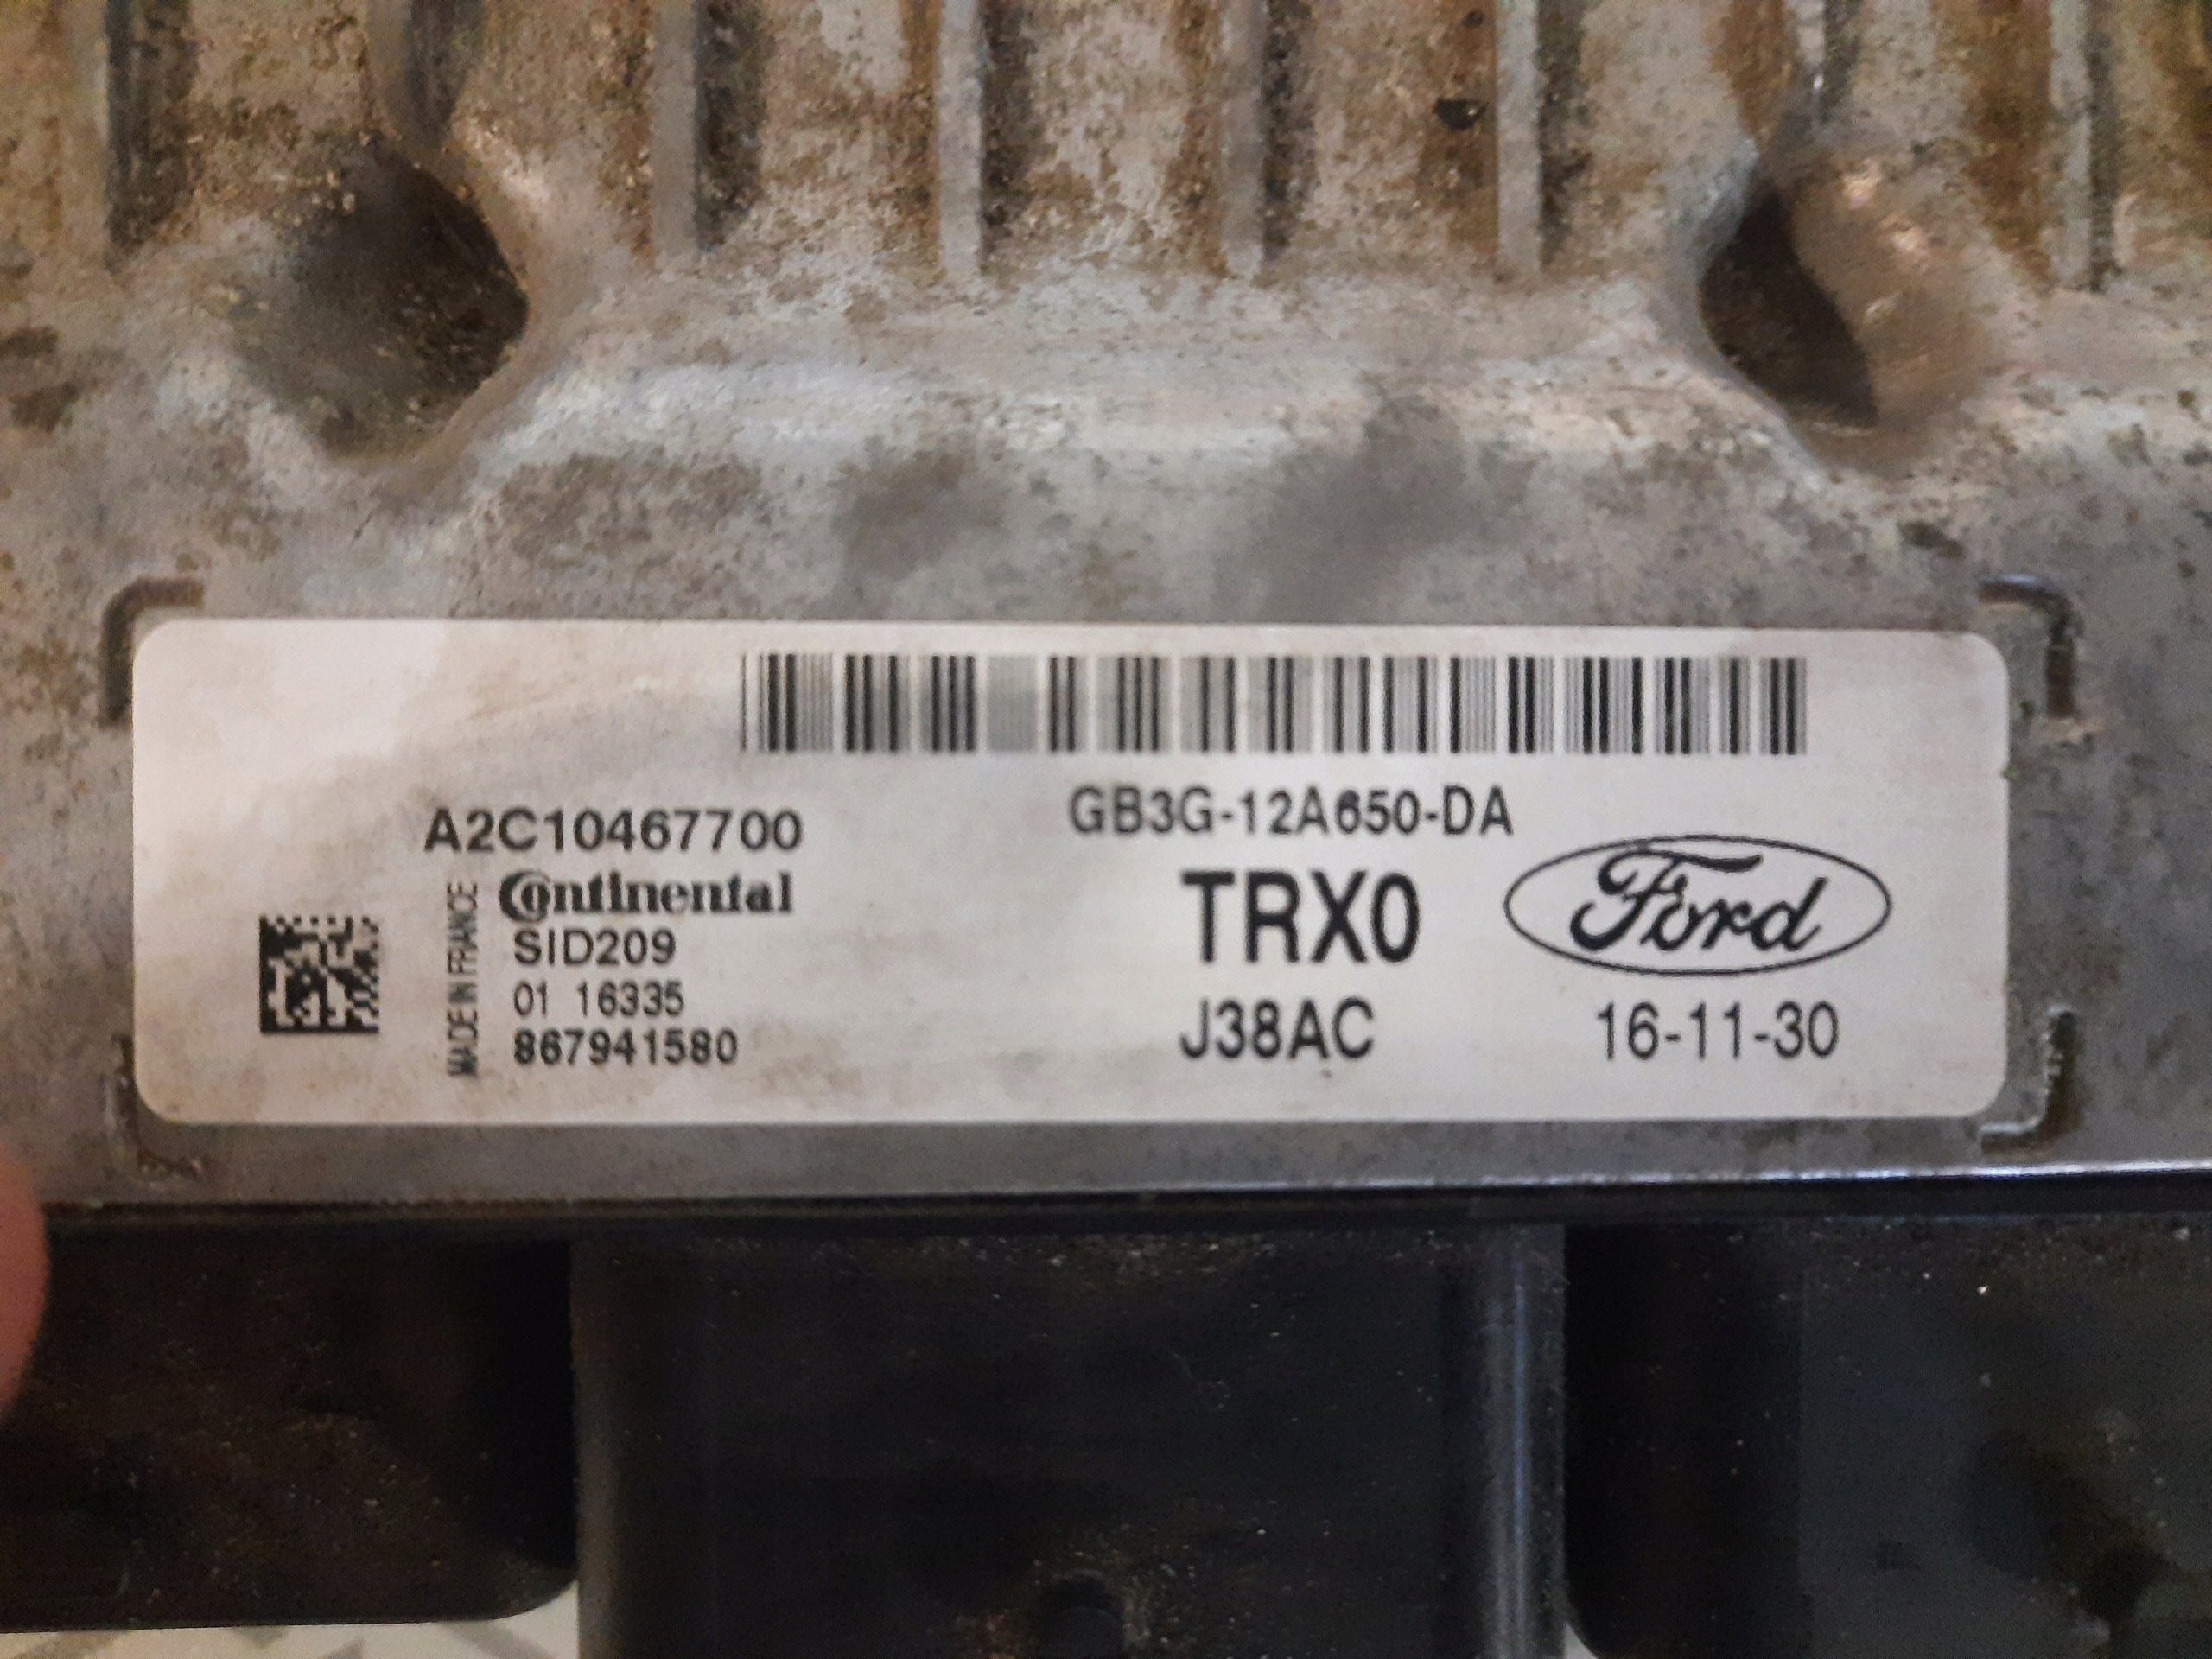 A2C10467700
MADE IN FRANCE
Continental
SID209
01 16335
867941580
GB3G-12A650-DA
TRX0
Ford
J38AC
16-11-30